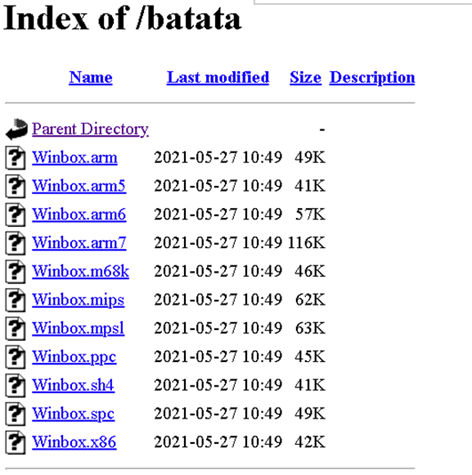 Index of /batata
Name Last modified Size Description
Parent Directory -
Winbox.arm 2021-05-27 10:49 49K
Winbox.arm5 2021-05-27 10:49 41K
Winbox.arm6 2021-05-27 10:49 57K
Winbox.arm7 2021-05-27 10:49 116K
Winbox.m68k 2021-05-27 10:49 46K
Winbox.mips 2021-05-27 10:49 62K
Winbox.mpsl 2021-05-27 10:49 63K
Winbox.ppc 2021-05-27 10:49 45K
Winbox.sh4 2021-05-27 10:49 41K
Winbox.spc 2021-05-27 10:49 49K
Winbox.x86 2021-05-27 10:49 42K